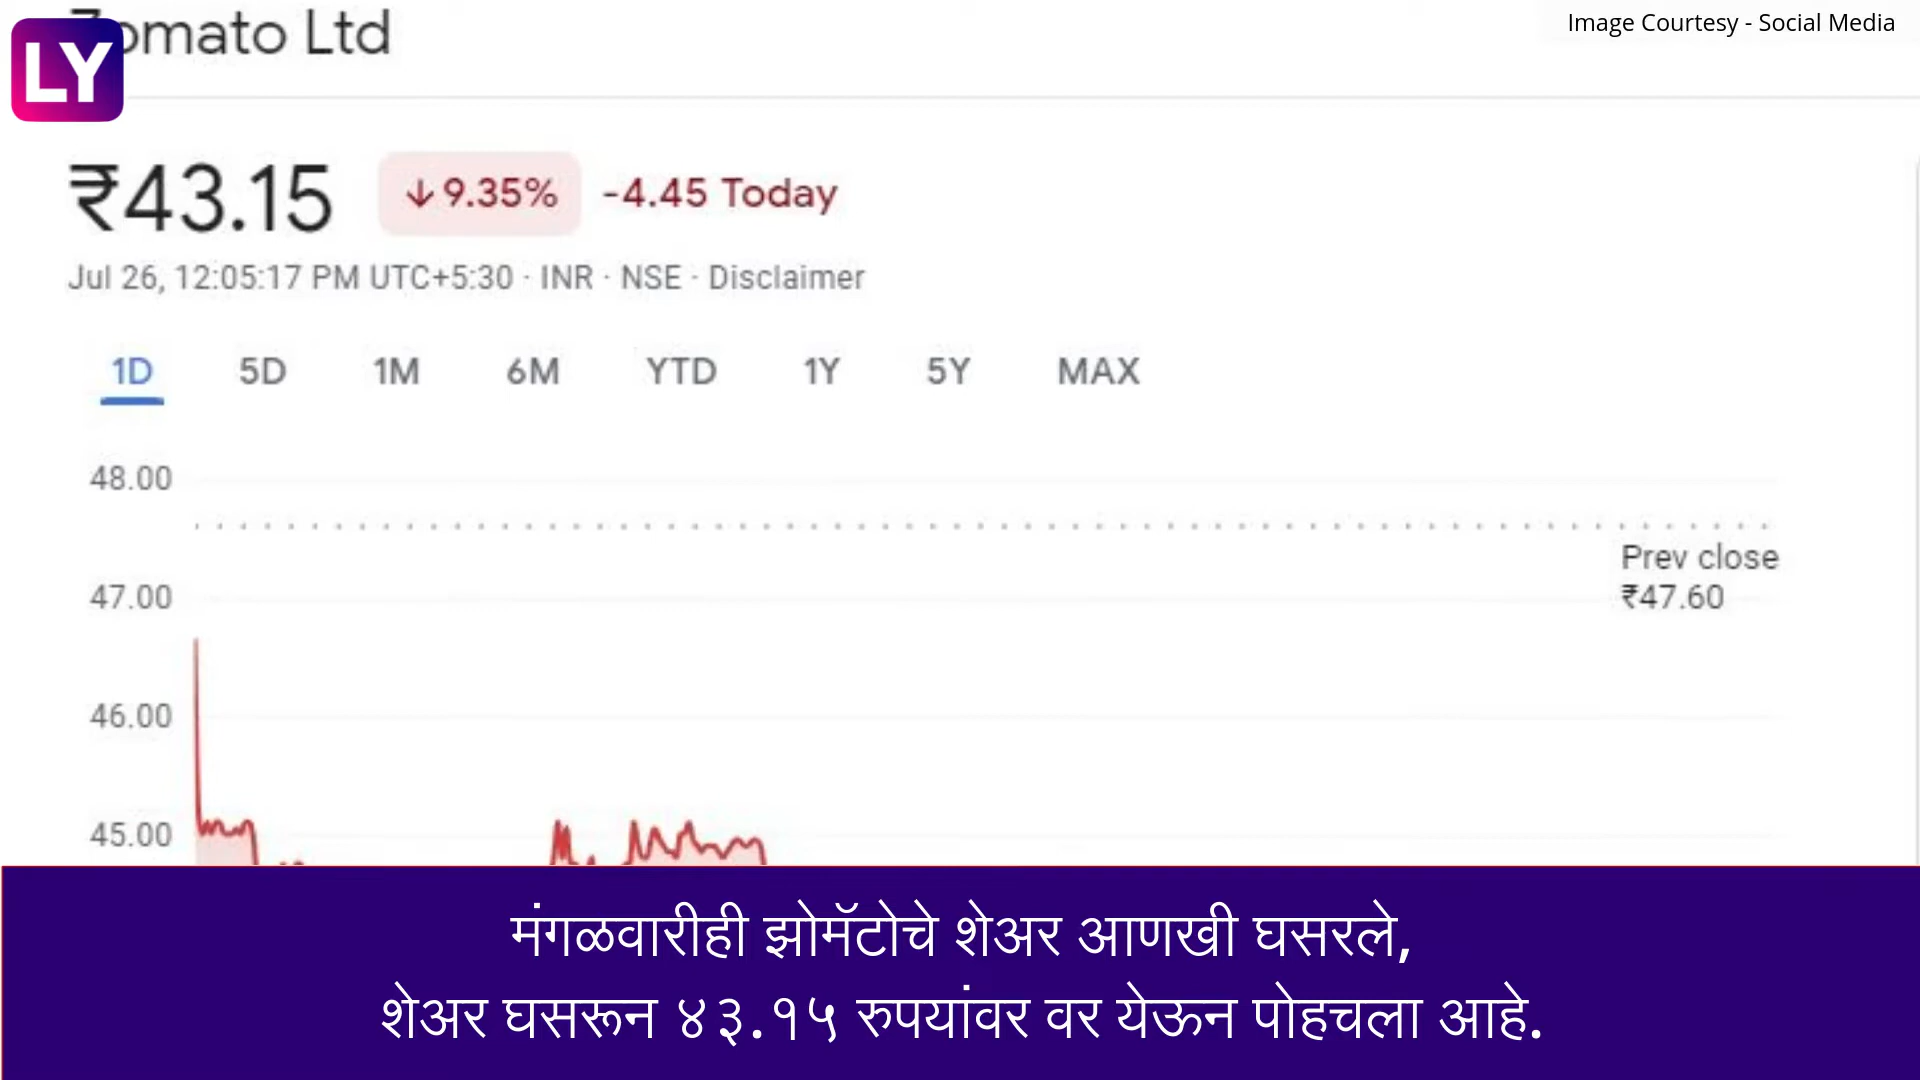 Image Courtesy - Social Media
LY
omato Ltd
₹43.15 ↓9.35% -4.45 Today
Jul 26, 12:05:17 PM UTC+5:30 · INR · NSE · Disclaimer
1D 5D 1M 6M YTD 1Y 5Y MAX
48.00
Prev close
47.00 ₹47.60
46.00
45.00
मंगळवारीही झोमॅटोचे शेअर आणखी घसरले,
शेअर घसरून ४३.१५ रुपयांवर वर येऊन पोहचला आहे.